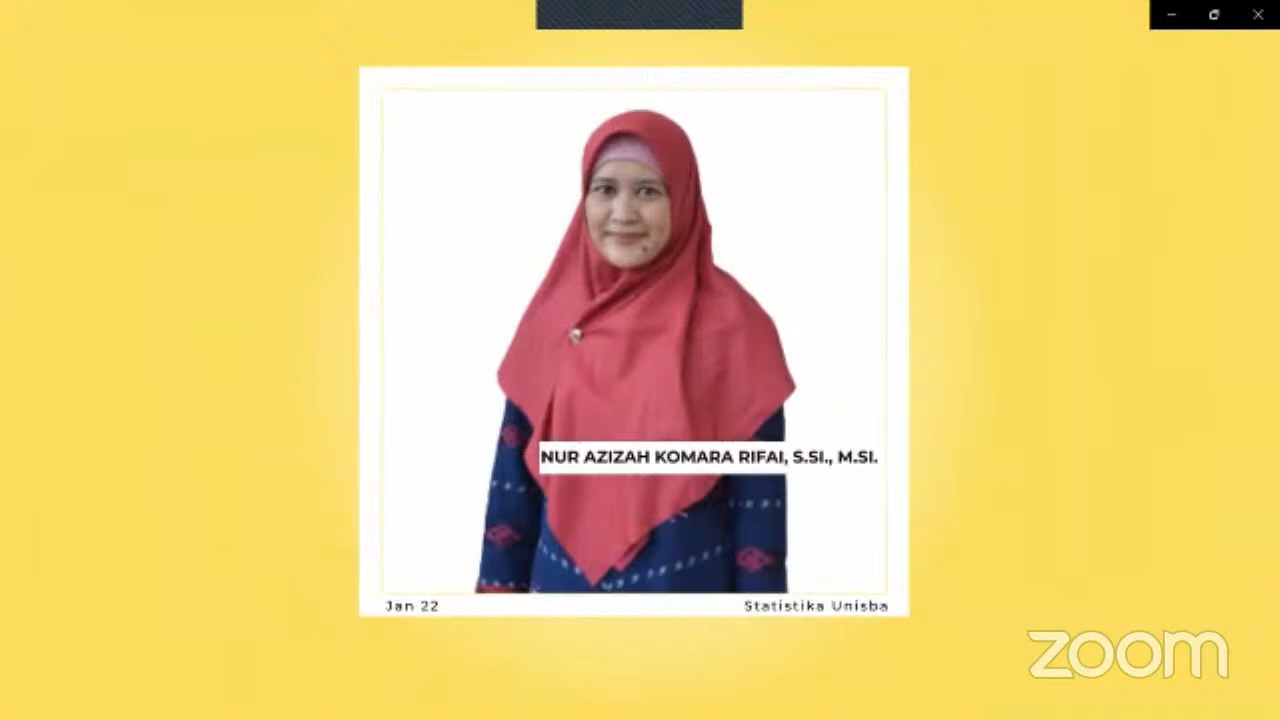 NUR AZIZAH KOMARA RIFAI, S.SI., M.SI.
Jan 22
Statistika Unisba
zoom